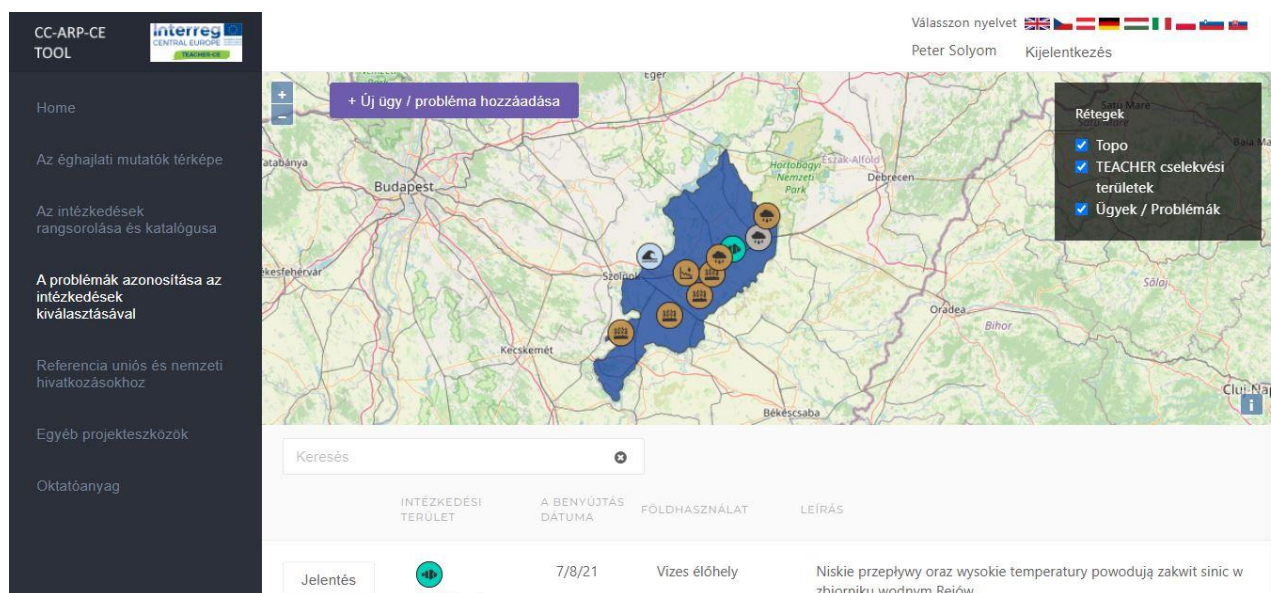 CC-ARP-CE
TOOL
Interreg
CENTRAL EUROPE
TEACHER-CE
Válasszon nyelvet
Peter Solyom
Kijelentkezés
Home
Az éghajlati mutatók térképe
Az intézkedések
rangsorolása és katalógusa
A problémák azonosítása az
intézkedések
kiválasztásával
Referencia uniós és nemzeti
hivatkozásokhoz
Egyéb projekteszközök
Oktatóanyag
+
−
+ Új ügy / probléma hozzáadása
Eger
Satu Mare
Baia Ma
Rétegek
Topo
TEACHER cselekvési
területek
Ügyek / Problémák
Tatabánya
Budapest
Hortobágyi
Nemzeti
Park
Észak-Alföld
Debrecen
ékesfehérvár
Szolnok
Sălaj
Oradea
Bihor
Kecskemét
Békéscsaba
Cluj-Nap
i
Keresés
INTÉZKEDÉSI
TERÜLET
A BENYÚJTÁS
DÁTUMA
FÖLDHASZNÁLAT
LEÍRÁS
Jelentés
7/8/21
Vizes élőhely
Niskie przepływy oraz wysokie temperatury powodują zakwit sinic w
zbiorniku wodnym Rejów